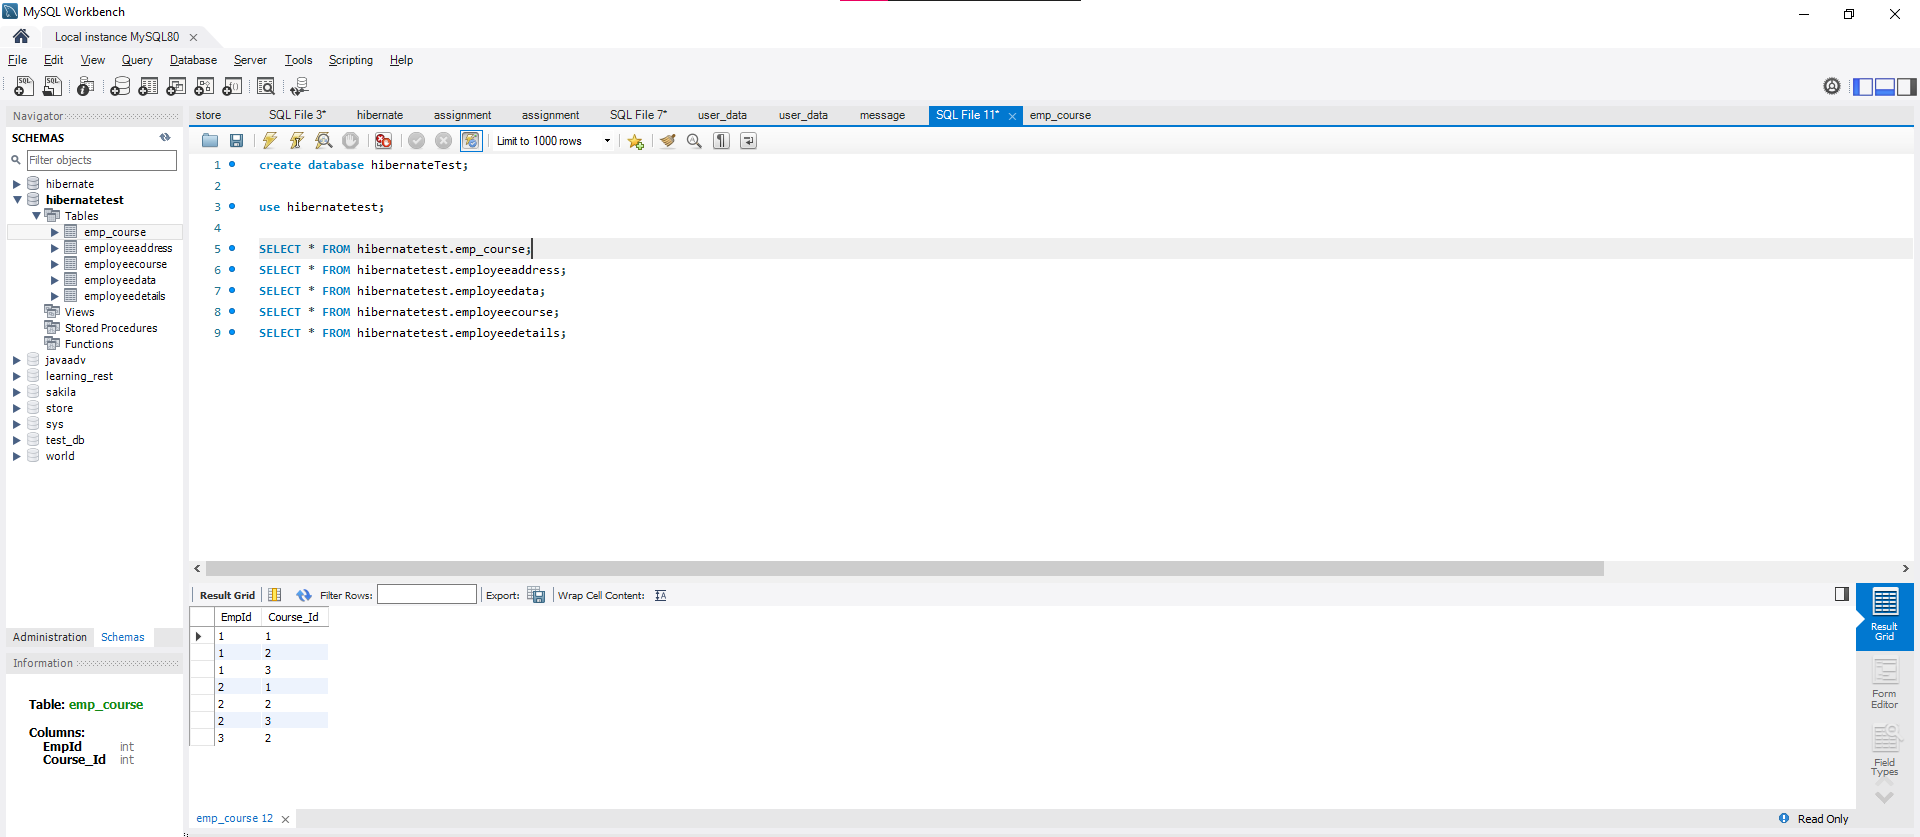 MySQL Workbench
Local instance MySQL80
File Edit View Query Database Server Tools Scripting Help
Navigator
SCHEMAS
Filter objects
hibernate
hibernatetest
Tables
emp_course
employeeaddress
employeecourse
employeedata
employeedetails
Views
Stored Procedures
Functions
javaadv
learning_rest
sakila
store
sys
test_db
world
Administration Schemas
Information
Table: emp_course
Columns:
EmpId int
Course_Id int
store SQL File 3* hibernate assignment assignment SQL File 7* user_data user_data message SQL File 11* emp_course
Limit to 1000 rows
1 create database hibernateTest;
2
3 use hibernatetest;
4
5 SELECT * FROM hibernatetest.emp_course;
6 SELECT * FROM hibernatetest.employeeaddress;
7 SELECT * FROM hibernatetest.employeedata;
8 SELECT * FROM hibernatetest.employeecourse;
9 SELECT * FROM hibernatetest.employeedetails;
Result Grid Filter Rows: Export: Wrap Cell Content:
EmpId Course_Id
1 1
1 2
1 3
2 1
2 2
2 3
3 2
Result
Grid
Form
Editor
Field
Types
emp_course 12
Read Only